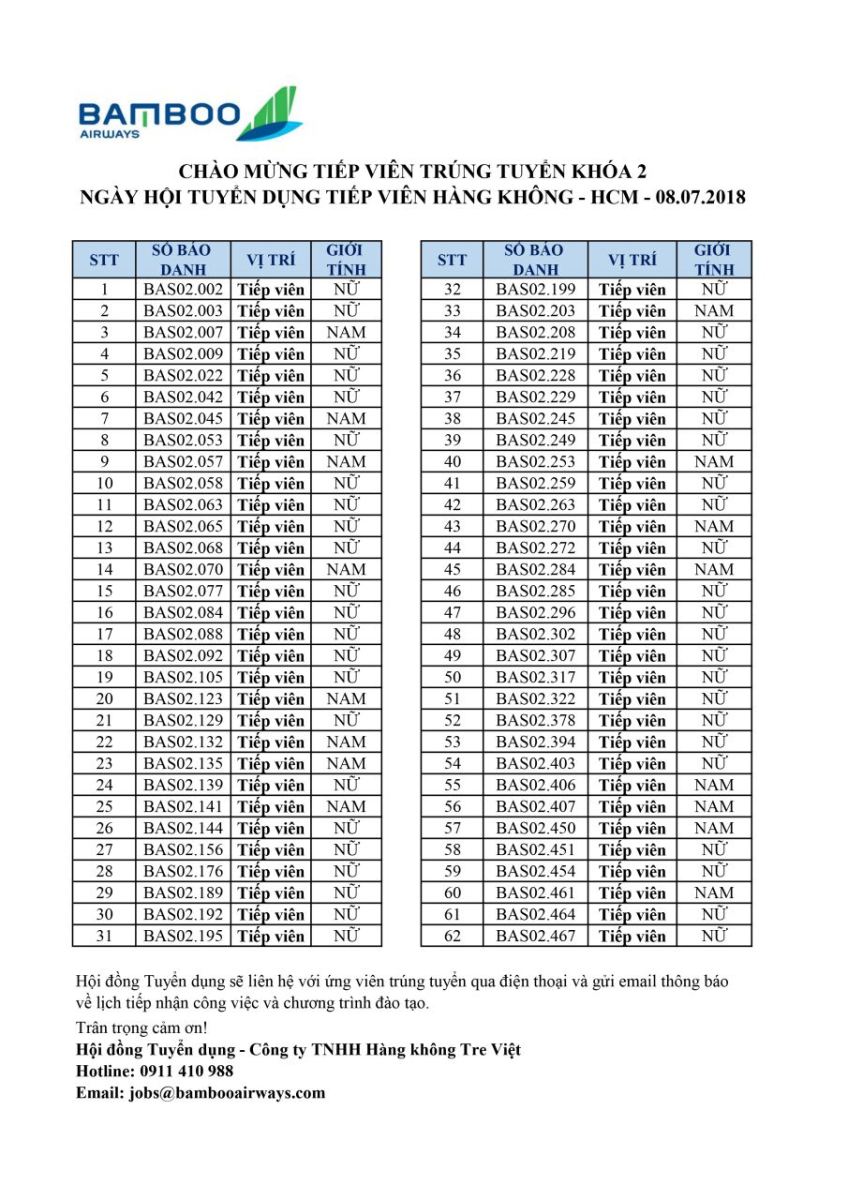 BAMBOO
AIRWAYS
CHÀO MỪNG TIẾP VIÊN TRÚNG TUYỂN KHÓA 2
NGÀY HỘI TUYỂN DỤNG TIẾP VIÊN HÀNG KHÔNG - HCM - 08.07.2018
STT SỐ BÁO DANH VỊ TRÍ GIỚI TÍNH
1 BAS02.002 Tiếp viên NỮ
2 BAS02.003 Tiếp viên NỮ
3 BAS02.007 Tiếp viên NAM
4 BAS02.009 Tiếp viên NỮ
5 BAS02.022 Tiếp viên NỮ
6 BAS02.042 Tiếp viên NỮ
7 BAS02.045 Tiếp viên NAM
8 BAS02.053 Tiếp viên NỮ
9 BAS02.057 Tiếp viên NAM
10 BAS02.058 Tiếp viên NỮ
11 BAS02.063 Tiếp viên NỮ
12 BAS02.065 Tiếp viên NỮ
13 BAS02.068 Tiếp viên NỮ
14 BAS02.070 Tiếp viên NAM
15 BAS02.077 Tiếp viên NỮ
16 BAS02.084 Tiếp viên NỮ
17 BAS02.088 Tiếp viên NỮ
18 BAS02.092 Tiếp viên NỮ
19 BAS02.105 Tiếp viên NỮ
20 BAS02.123 Tiếp viên NAM
21 BAS02.129 Tiếp viên NỮ
22 BAS02.132 Tiếp viên NAM
23 BAS02.135 Tiếp viên NAM
24 BAS02.139 Tiếp viên NỮ
25 BAS02.141 Tiếp viên NAM
26 BAS02.144 Tiếp viên NỮ
27 BAS02.156 Tiếp viên NỮ
28 BAS02.176 Tiếp viên NỮ
29 BAS02.189 Tiếp viên NỮ
30 BAS02.192 Tiếp viên NỮ
31 BAS02.195 Tiếp viên NỮ
STT SỐ BÁO DANH VỊ TRÍ GIỚI TÍNH
32 BAS02.199 Tiếp viên NỮ
33 BAS02.203 Tiếp viên NAM
34 BAS02.208 Tiếp viên NỮ
35 BAS02.219 Tiếp viên NỮ
36 BAS02.228 Tiếp viên NỮ
37 BAS02.229 Tiếp viên NỮ
38 BAS02.245 Tiếp viên NỮ
39 BAS02.249 Tiếp viên NỮ
40 BAS02.253 Tiếp viên NAM
41 BAS02.259 Tiếp viên NỮ
42 BAS02.263 Tiếp viên NỮ
43 BAS02.270 Tiếp viên NAM
44 BAS02.272 Tiếp viên NỮ
45 BAS02.284 Tiếp viên NAM
46 BAS02.285 Tiếp viên NỮ
47 BAS02.296 Tiếp viên NỮ
48 BAS02.302 Tiếp viên NỮ
49 BAS02.307 Tiếp viên NỮ
50 BAS02.317 Tiếp viên NỮ
51 BAS02.322 Tiếp viên NỮ
52 BAS02.378 Tiếp viên NỮ
53 BAS02.394 Tiếp viên NỮ
54 BAS02.403 Tiếp viên NỮ
55 BAS02.406 Tiếp viên NAM
56 BAS02.407 Tiếp viên NAM
57 BAS02.450 Tiếp viên NAM
58 BAS02.451 Tiếp viên NỮ
59 BAS02.454 Tiếp viên NỮ
60 BAS02.461 Tiếp viên NAM
61 BAS02.464 Tiếp viên NỮ
62 BAS02.467 Tiếp viên NỮ
Hội đồng Tuyển dụng sẽ liên hệ với ứng viên trúng tuyển qua điện thoại và gửi email thông báo
về lịch tiếp nhận công việc và chương trình đào tạo.
Trân trọng cảm ơn!
Hội đồng Tuyển dụng - Công ty TNHH Hàng không Tre Việt
Hotline: 0911 410 988
Email: jobs@bambooairways.com